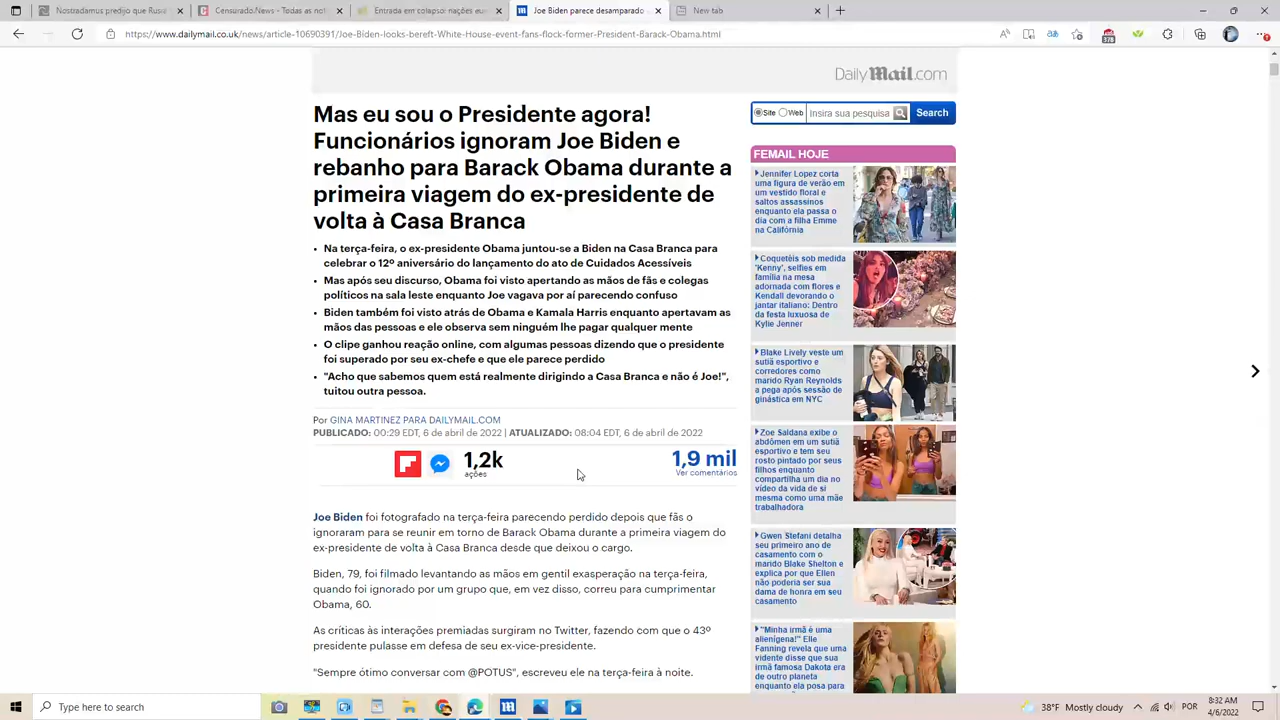 Nostradamus predijo que Rusia
Censurado.News - Todas as notí
Estão colapsó nações e
Joe Biden parece desamparado
New tab
https://www.dailymail.co.uk/news/article-10690391/Joe-Biden-looks-bereft-White-House-event-fans-flock-former-President-Barack-Obama.html
Daily Mail.com
Mas eu sou o Presidente agora!
Funcionários ignoram Joe Biden e
rebanho para Barack Obama durante a
primeira viagem do ex-presidente de
volta à Casa Branca
• Na terça-feira, o ex-presidente Obama juntou-se a Biden na Casa Branca para
celebrar o 12º aniversário do lançamento do ato de Cuidados Acessíveis
• Mas após seu discurso, Obama foi visto apertando as mãos de fãs e colegas
políticos na sala leste enquanto Joe vagava por aí parecendo confuso
• Biden também foi visto atrás de Obama e Kamala Harris enquanto apertavam as
mãos das pessoas e ele observa sem ninguém lhe pagar qualquer mente
• O clipe ganhou reação online, com algumas pessoas dizendo que o presidente
foi superado por seu ex-chefe e que ele parece perdido
• "Acho que sabemos quem está realmente dirigindo a Casa Branca e não é Joe!",
tuitou outra pessoa.
Por GINA MARTINEZ PARA DAILYMAIL.COM
PUBLICADO: 00:29 EDT, 6 de abril de 2022 | ATUALIZADO: 08:04 EDT, 6 de abril de 2022
1,2k
ações
1,9 mil
Ver comentários
Joe Biden foi fotografado na terça-feira parecendo perdido depois que fãs o
ignoraram para se reunir em torno de Barack Obama durante a primeira viagem do
ex-presidente de volta à Casa Branca desde que deixou o cargo.
Biden, 79, foi filmado levantando as mãos em gentil exasperação na terça-feira,
quando foi ignorado por um grupo que, em vez disso, correu para cumprimentar
Obama, 60.
As críticas às interações premiadas surgiram no Twitter, fazendo com que o 43º
presidente pulasse em defesa de seu ex-vice-presidente.
"Sempre ótimo conversar com @POTUS", escreveu ele na terça-feira à noite.
Site Web Insira sua pesquisa Search
FEMAIL HOJE
Jennifer Lopez corta
uma figura de verão em
um vestido floral e
saltos assassinos
enquanto ela passa o
dia com a filha Emme
na Califórnia
Coquetéis sob medida
'Kenny', selfies em
família na mesa
adornada com flores e
Kendall devorando o
jantar italiano: Dentro
da festa luxuosa de
Kylie Jenner
Blake Lively veste um
sutiã esportivo e
corredores como
marido Ryan Reynolds
a pega após sessão de
ginástica em NYC
Zoe Saldana exibe o
abdômen em um sutiã
esportivo e tem seu
rosto pintado por seus
filhos enquanto
compartilha um dia no
vídeo da vida de si
mesma como uma mãe
trabalhadora
Gwen Stefani detalha
seu primeiro ano de
casamento com o
marido Blake Shelton e
explica por que Ellen
não poderia ser sua
dama de honra em seu
casamento
"Minha irmã é uma
alienígena!" Elle
Fanning revela que uma
vidente disse que sua
irmã famosa Dakota era
de outro planeta
enquanto ela posa para
Type here to search
38°F Mostly cloudy
POR
8:32 AM
4/6/2022